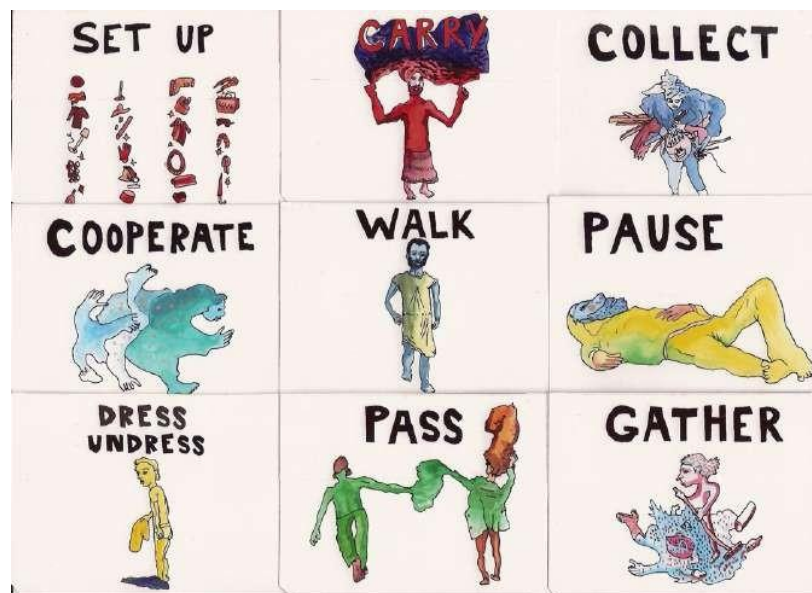 SET UP
CARRY
COLLECT
COOPERATE
WALK
PAUSE
DRESS
UNDRESS
PASS
GATHER